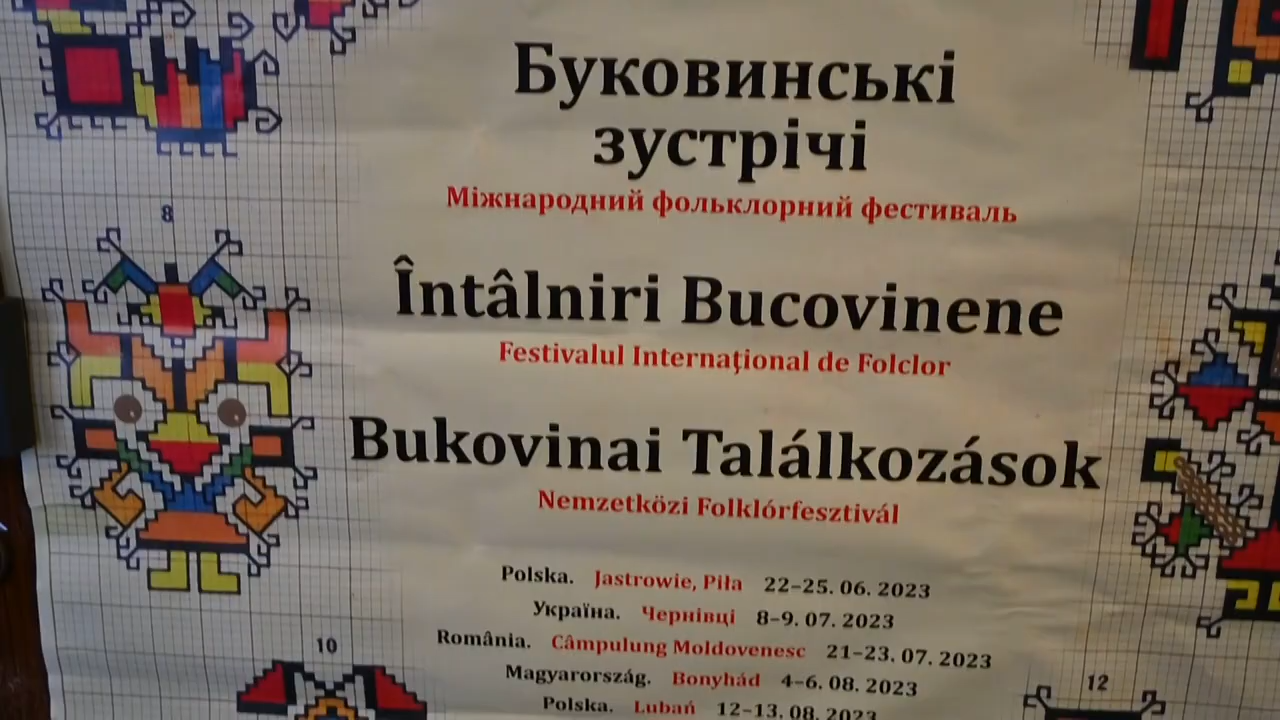 Буковинські
зустрічі
Міжнародний фольклорний фестиваль
8
Întâlniri Bucovinene
Festivalul Internaţional de Folclor
Bukovinai Találkozások
Nemzetközi Folklórfesztivál
Polska. Jastrowie, Piła 22–25. 06. 2023
Україна. Чернівці 8–9. 07. 2023
România. Câmpulung Moldovenesc 21–23. 07. 2023
10
Magyarország. Bonyhád 4–6. 08. 2023
12
Polska. Lubań 12–13. 08. 2023